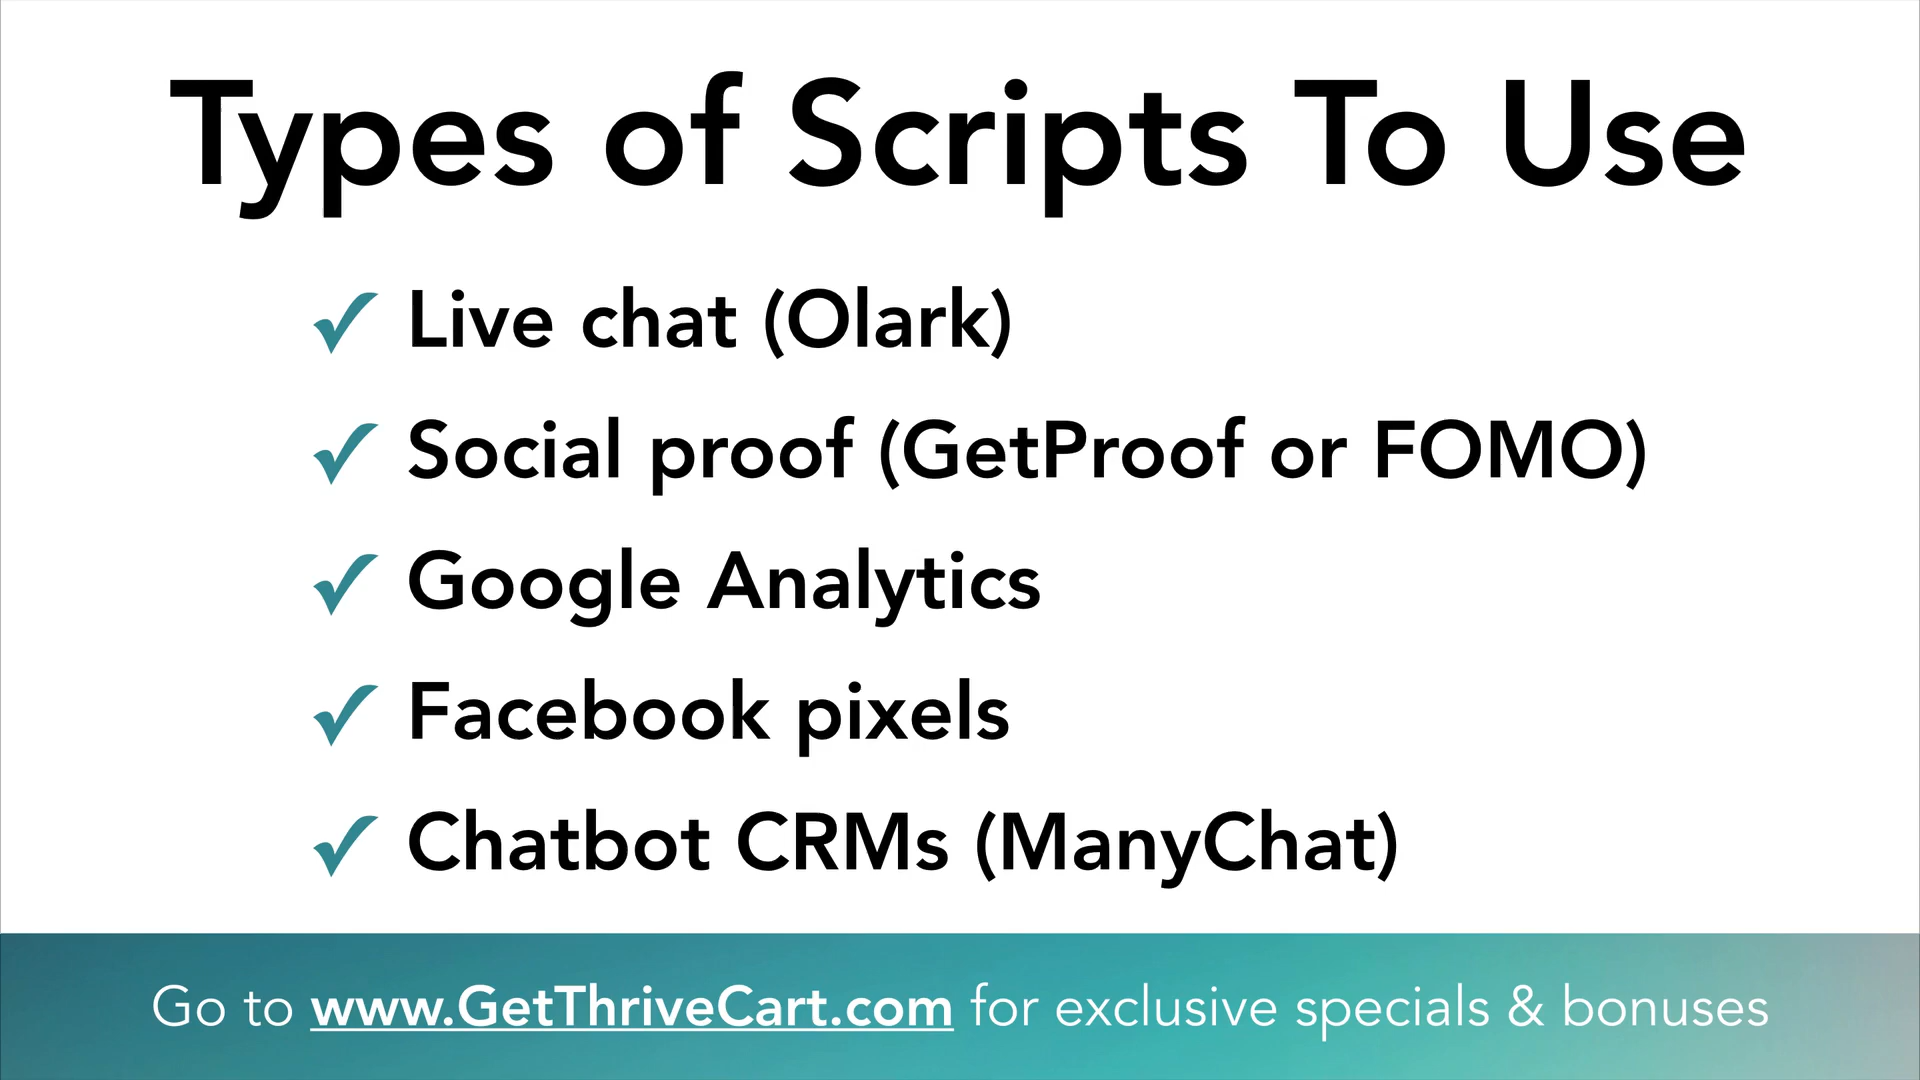 Types of Scripts To Use
✓ Live chat (Olark)
✓ Social proof (GetProof or FOMO)
✓ Google Analytics
✓ Facebook pixels
✓ Chatbot CRMs (ManyChat)
Go to www.GetThriveCart.com for exclusive specials & bonuses